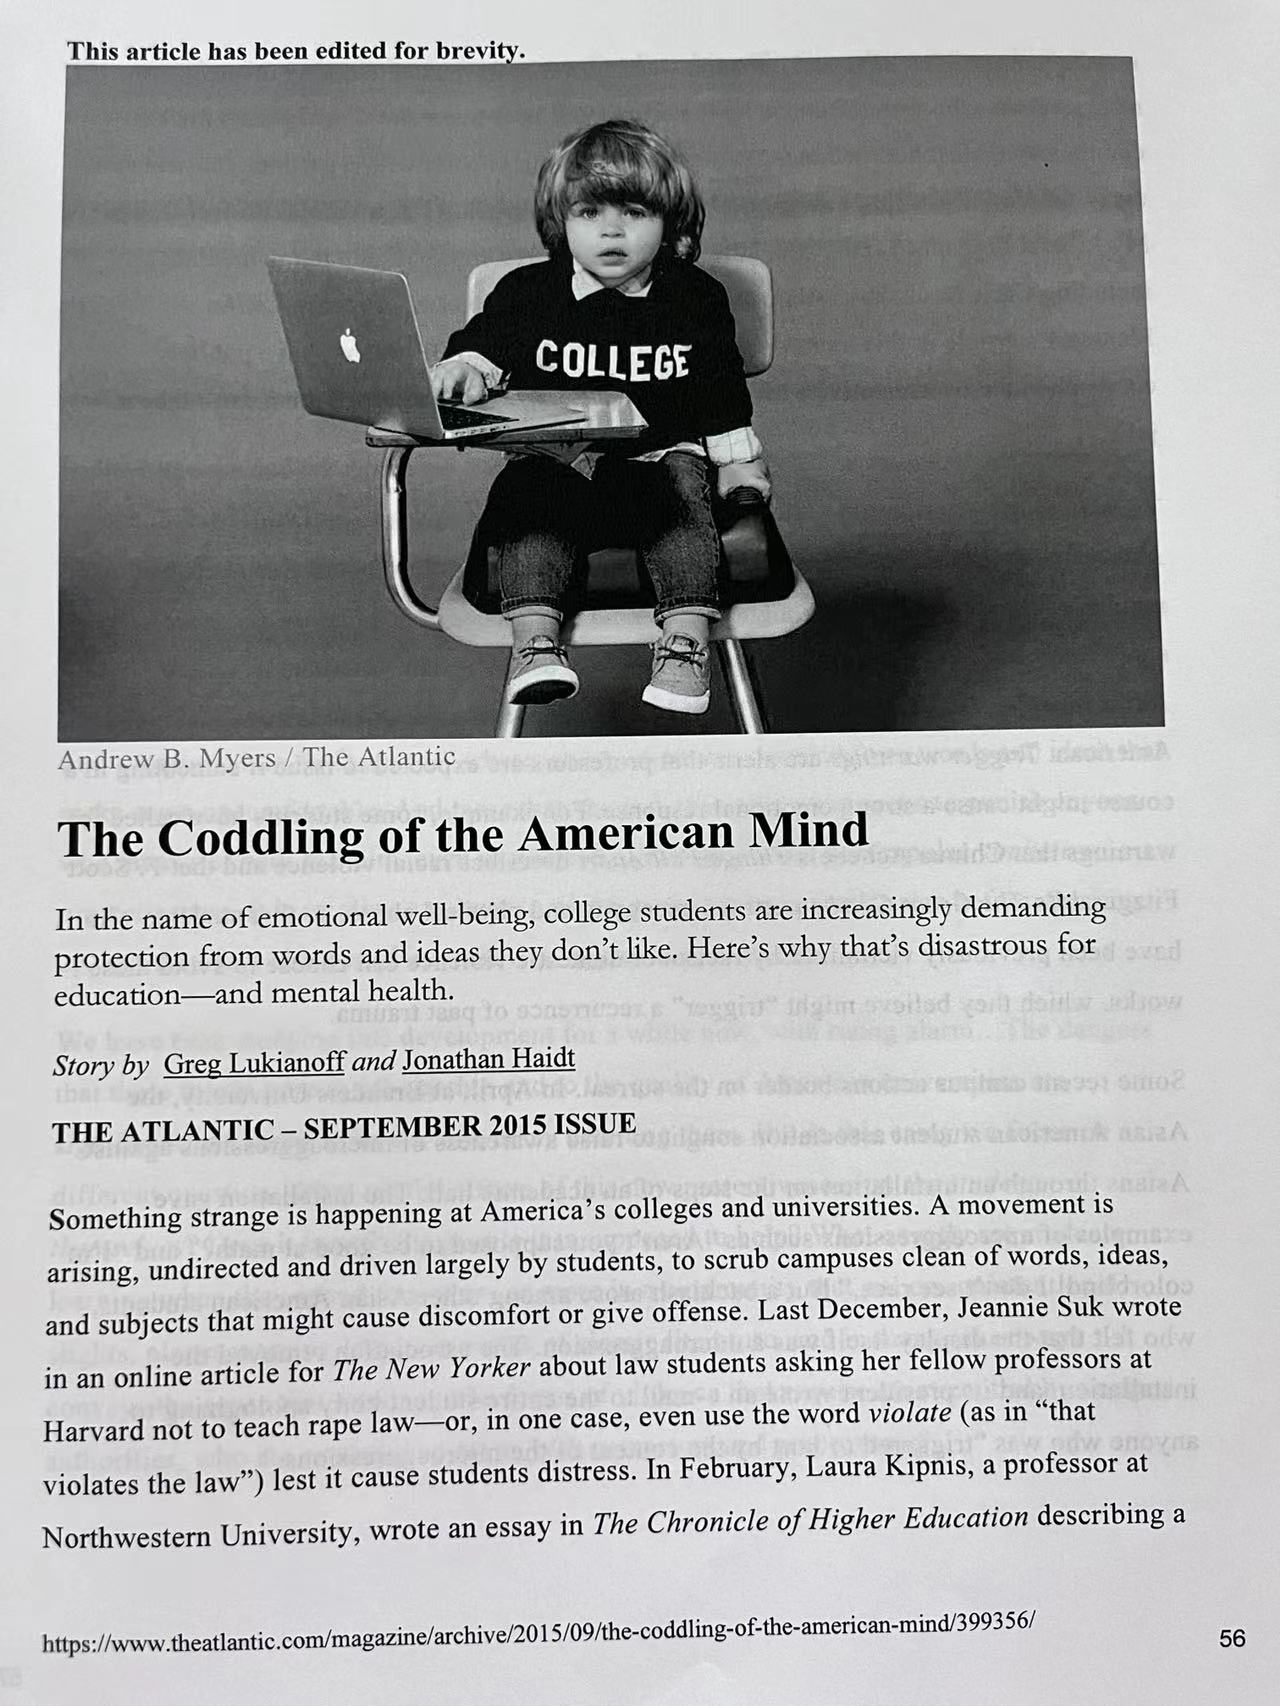 This article has been edited for brevity.
COLLEGE
Andrew B. Myers / The Atlantic
The Coddling of the American Mind
In the name of emotional well-being, college students are increasingly demanding
protection from words and ideas they don’t like. Here’s why that’s disastrous for
education—and mental health.
Story by Greg Lukianoff and Jonathan Haidt
THE ATLANTIC – SEPTEMBER 2015 ISSUE
Something strange is happening at America’s colleges and universities. A movement is
arising, undirected and driven largely by students, to scrub campuses clean of words, ideas,
and subjects that might cause discomfort or give offense. Last December, Jeannie Suk wrote
in an online article for The New Yorker about law students asking her fellow professors at
Harvard not to teach rape law—or, in one case, even use the word violate (as in “that
violates the law”) lest it cause students distress. In February, Laura Kipnis, a professor at
Northwestern University, wrote an essay in The Chronicle of Higher Education describing a
https://www.theatlantic.com/magazine/archive/2015/09/the-coddling-of-the-american-mind/399356/
56